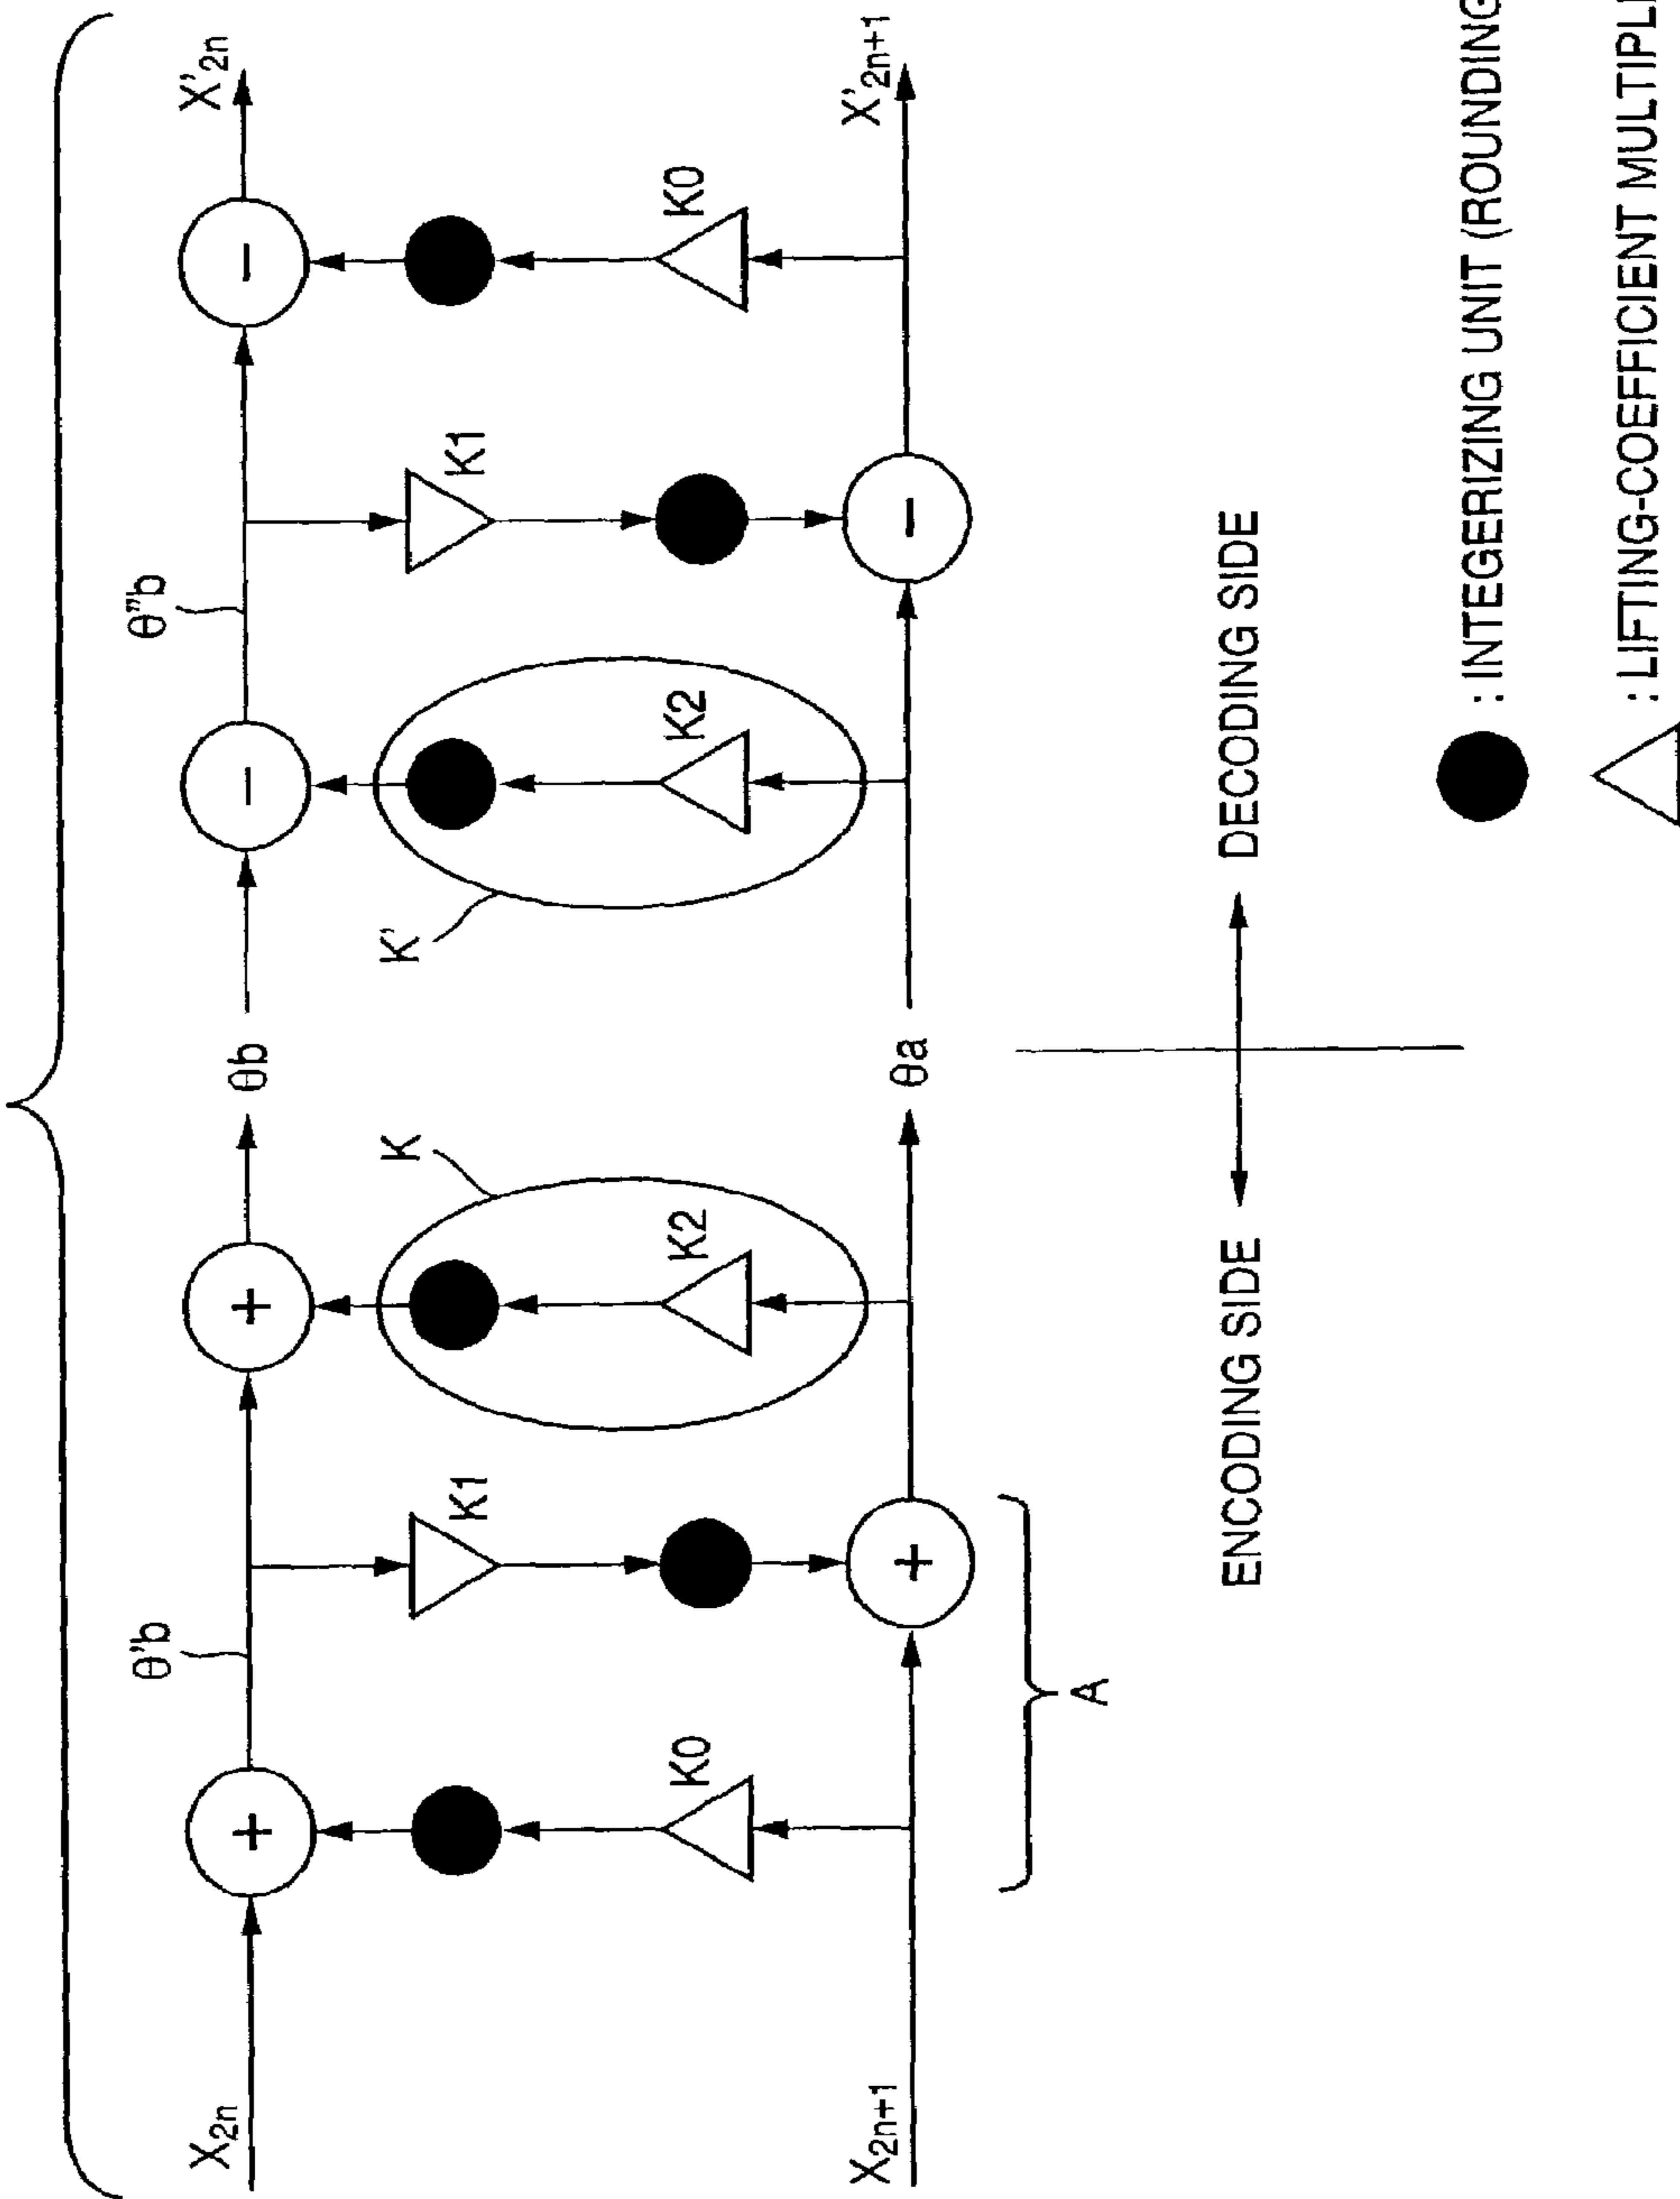 θ'b
θ"b
X2n
+
+
θb
−
−
X'2n
K
K'
K1
K1
K0
K2
K2
K0
X2n+1
+
θa
−
X'2n+1
A
ENCODING SIDE
DECODING SIDE
: INTEGERIZING UNIT (ROUNDING
: LIFTING-COEFFICIENT MULTIPLI